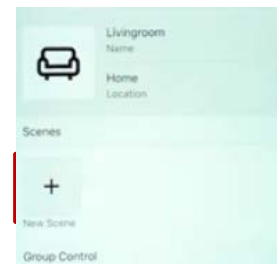 Livingroom
Name
Home
Location
Scenes
+
New Scene
Group Control